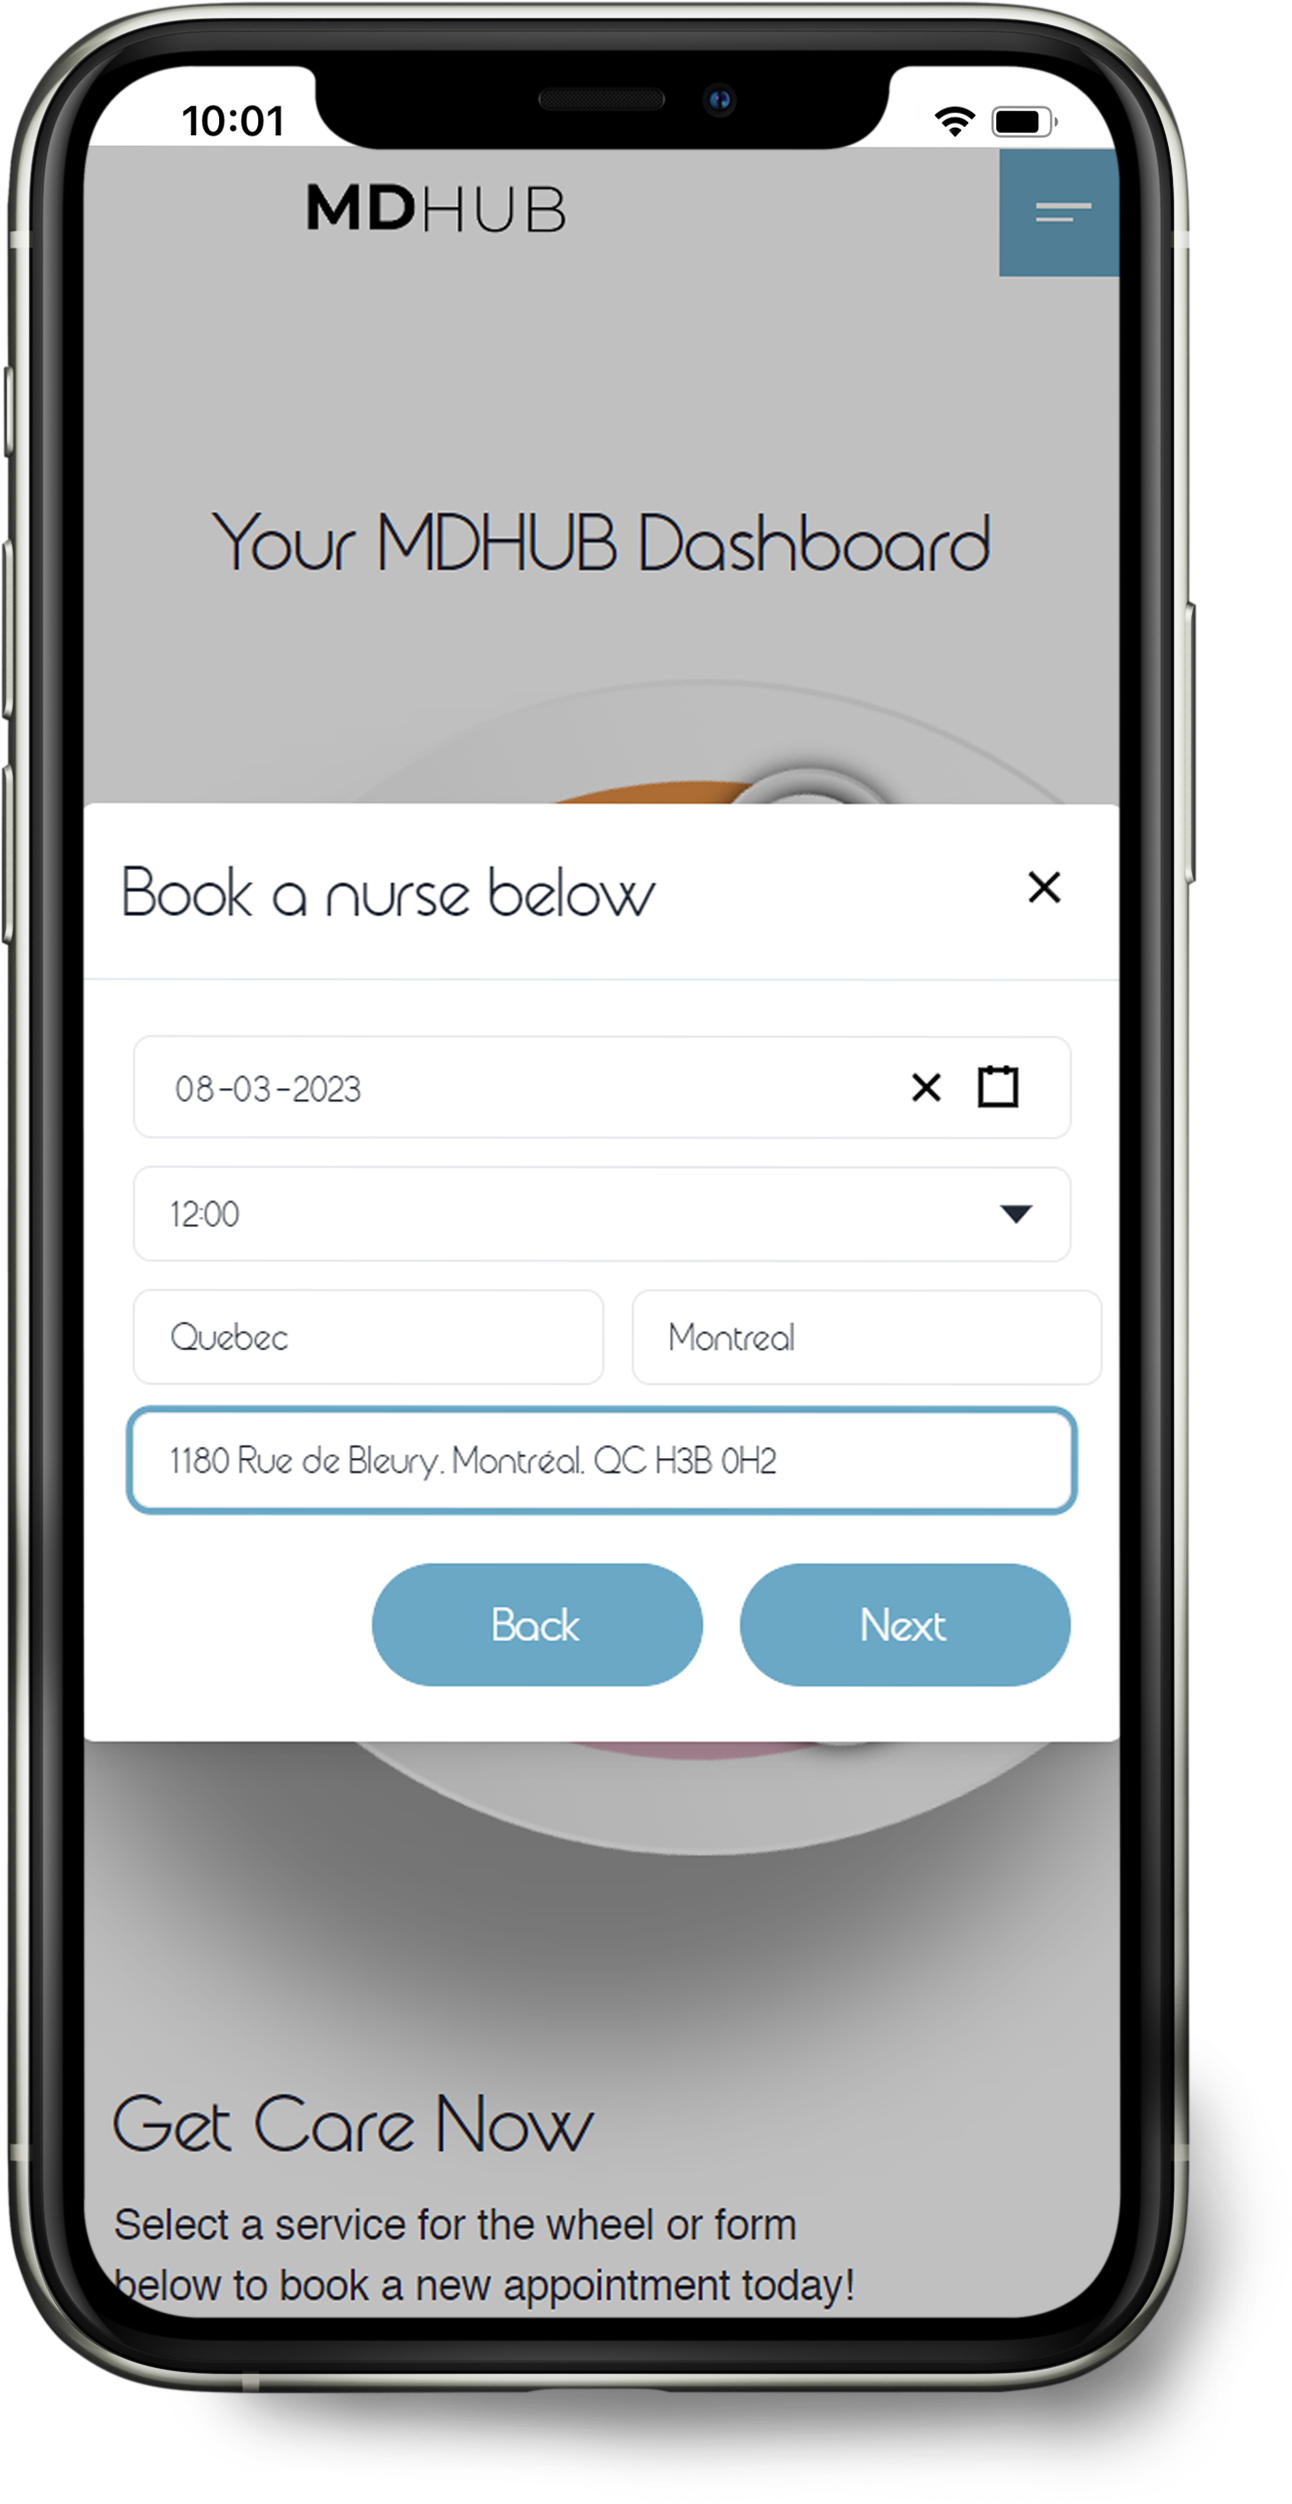 10:01
MDHUB
Your MDHUB Dashboard
Book a nurse below
08-03-2023
12:00
Quebec
Montreal
1180 Rue de Bleury, Montréal, QC H3B 0H2
Back
Next
Get Care Now
Select a service for the wheel or form
below to book a new appointment today!